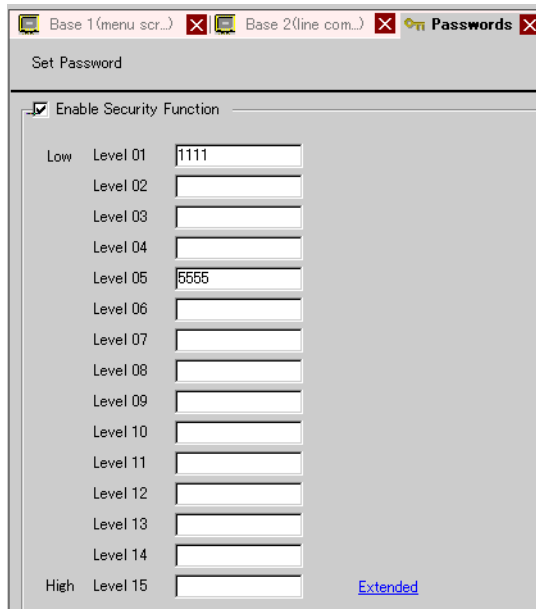 Base 1(menu scr...) Base 2(line com...) Passwords
Set Password
Enable Security Function
Low Level 01 1111
Level 02
Level 03
Level 04
Level 05 5555
Level 06
Level 07
Level 08
Level 09
Level 10
Level 11
Level 12
Level 13
Level 14
High Level 15 Extended